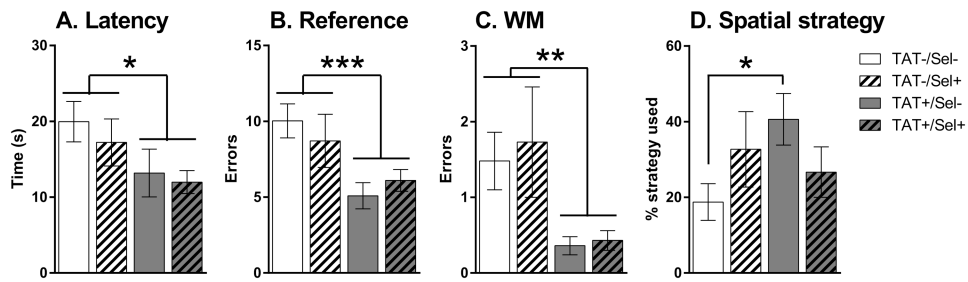 A. Latency
30
20
10
0
Time (s)
*
B. Reference
15
10
5
0
Errors
***
C. WM
3
2
1
0
Errors
**
D. Spatial strategy
60
40
20
0
% strategy used
*
TAT-/Sel-
TAT-/Sel+
TAT+/Sel-
TAT+/Sel+